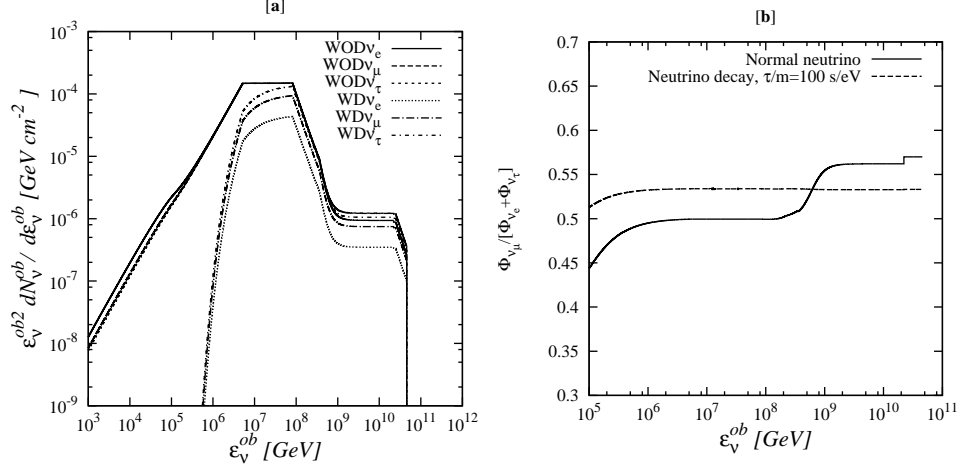 [a]
10^-3
10^-4
10^-5
10^-6
10^-7
10^-8
10^-9
ε_ν^ob2 dN_ν^ob/ dε_ν^ob [GeV cm^-2]
WODν_e
WODν_μ
WODν_τ
WDν_e
WDν_μ
WDν_τ
10^3 10^4 10^5 10^6 10^7 10^8 10^9 10^10 10^11 10^12
ε_ν^ob [GeV]
[b]
0.7
0.65
0.6
0.55
0.5
0.45
0.4
0.35
0.3
Φ_ν_μ/[Φ_ν_e+Φ_ν_τ]
Normal neutrino
Neutrino decay, τ/m=100 s/eV
10^5 10^6 10^7 10^8 10^9 10^10 10^11
ε_ν^ob [GeV]